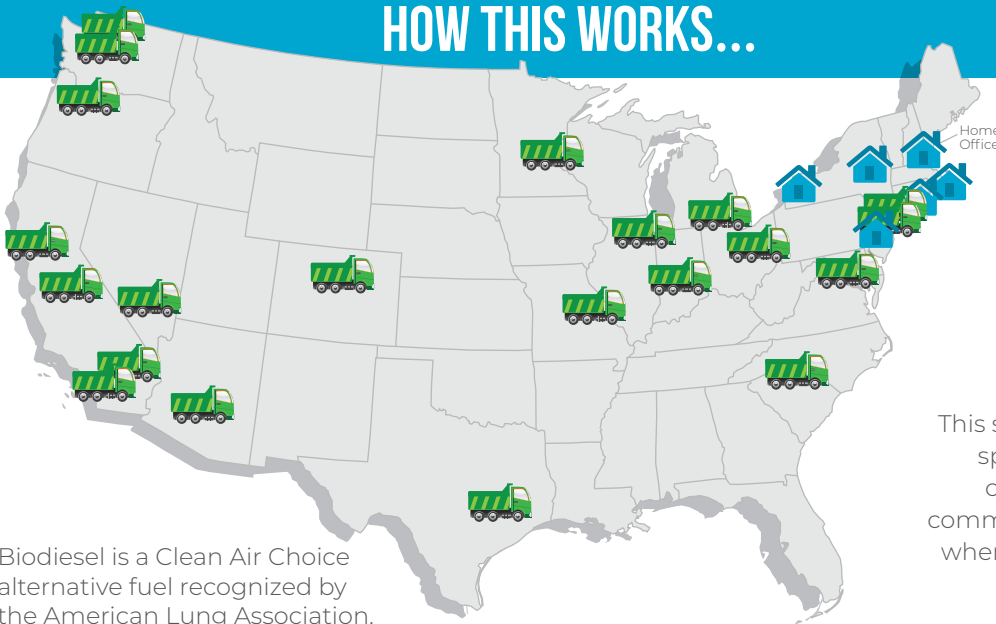 HOW THIS WORKS...
Home
Office
This s
sp
c
comm
wher
Biodiesel is a Clean Air Choice
alternative fuel recognized by
the American Lung Association.